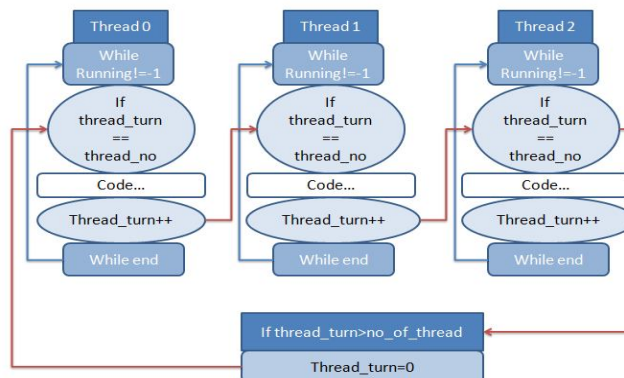 Thread 0
While
Running!=-1
If
thread_turn
==
thread_no
Code...
Thread_turn++
While end
Thread 1
While
Running!=-1
If
thread_turn
==
thread_no
Code...
Thread_turn++
While end
Thread 2
While
Running!=-1
If
thread_turn
==
thread_no
Code...
Thread_turn++
While end
If thread_turn>no_of_thread
Thread_turn=0